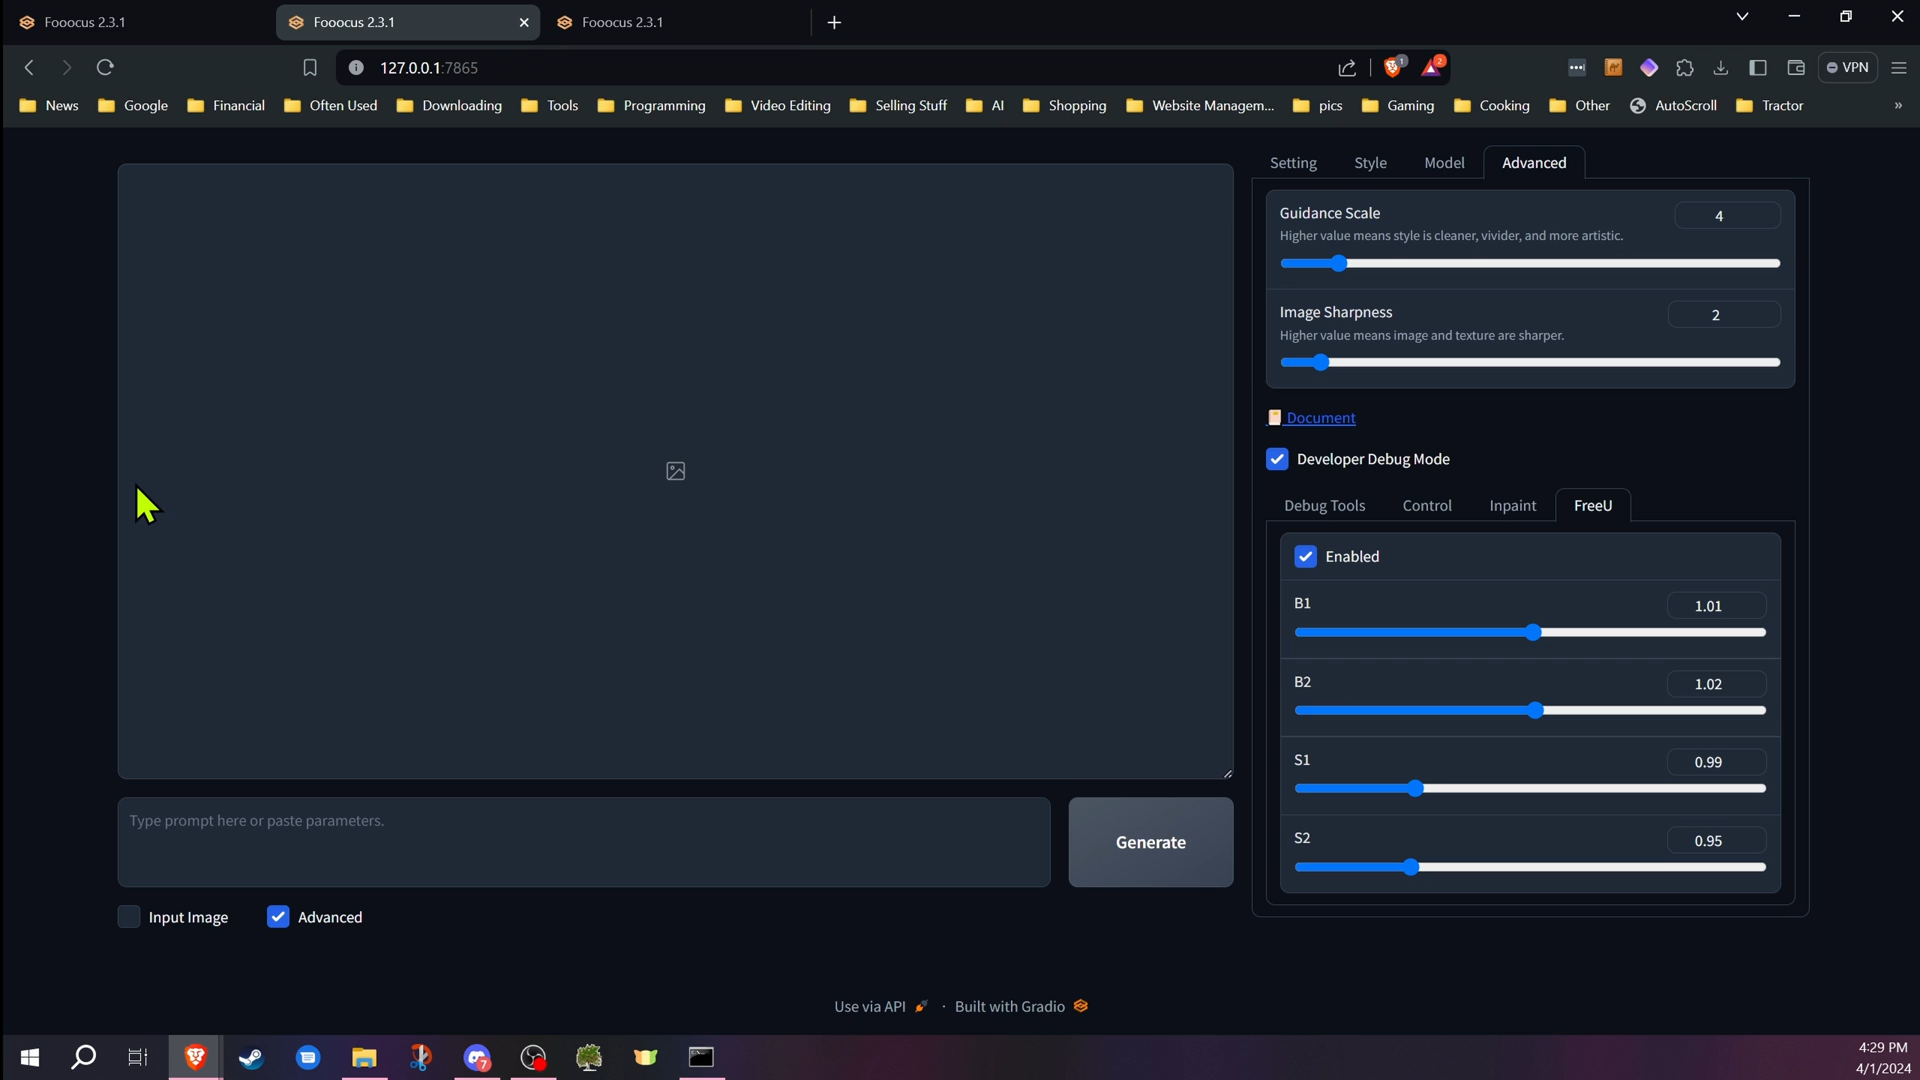 Fooocus 2.3.1
Fooocus 2.3.1
Fooocus 2.3.1
127.0.0.1:7865
1
2
VPN
News
Google
Financial
Often Used
Downloading
Tools
Programming
Video Editing
Selling Stuff
AI
Shopping
Website Managem...
pics
Gaming
Cooking
Other
AutoScroll
Tractor
»
Setting
Style
Model
Advanced
Guidance Scale
4
Higher value means style is cleaner, vivider, and more artistic.
Image Sharpness
2
Higher value means image and texture are sharper.
Document
Developer Debug Mode
Debug Tools
Control
Inpaint
FreeU
Enabled
B1
1.01
B2
1.02
S1
0.99
S2
0.95
Type prompt here or paste parameters.
Generate
Input Image
Advanced
Use via API
· Built with Gradio
7
4:29 PM
4/1/2024